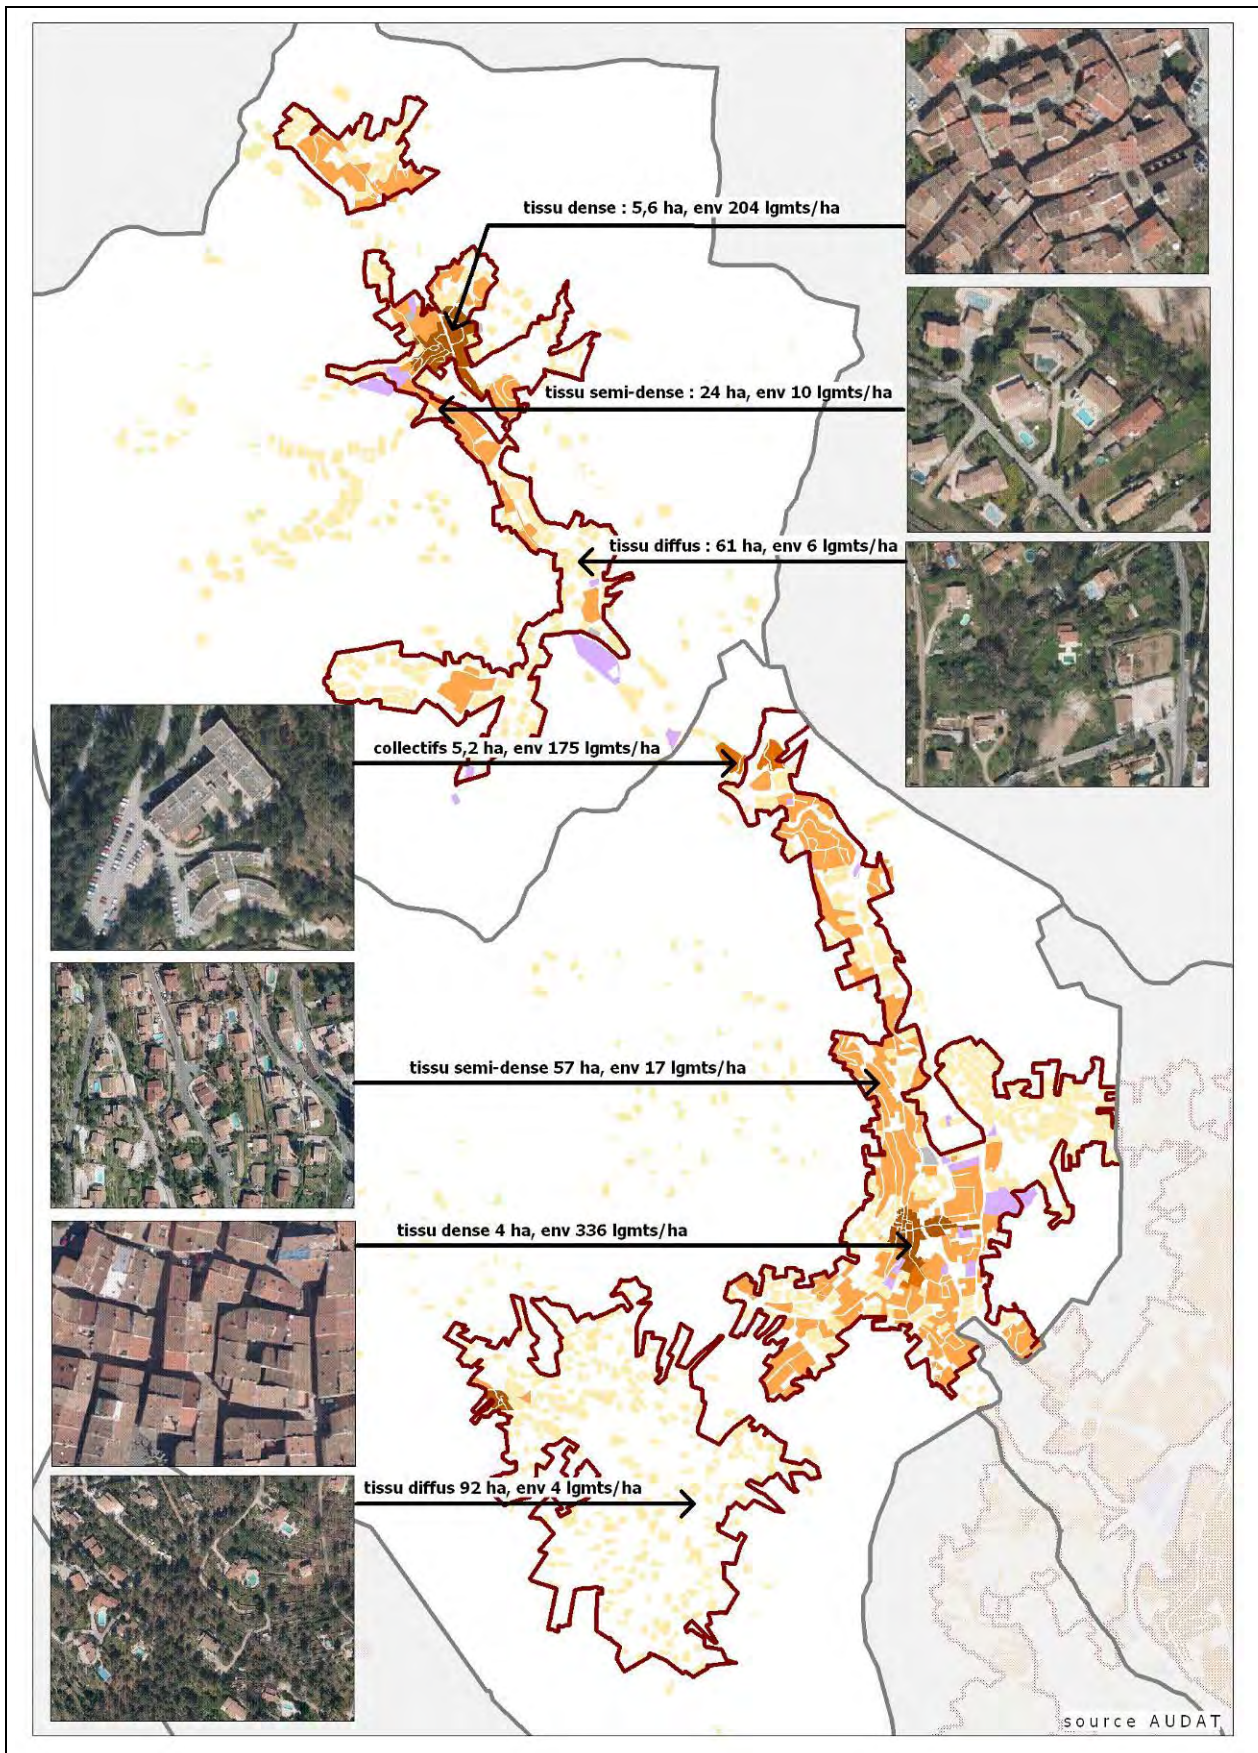 tissu dense : 5,6 ha, env 204 lgmts/ha
tissu semi-dense : 24 ha, env 10 lgmts/ha
tissu diffus : 61 ha, env 6 lgmts/ha
collectifs 5,2 ha, env 175 lgmts/ha
tissu semi-dense 57 ha, env 17 lgmts/ha
tissu dense 4 ha, env 336 lgmts/ha
tissu diffus 92 ha, env 4 lgmts/ha
source AUDAT